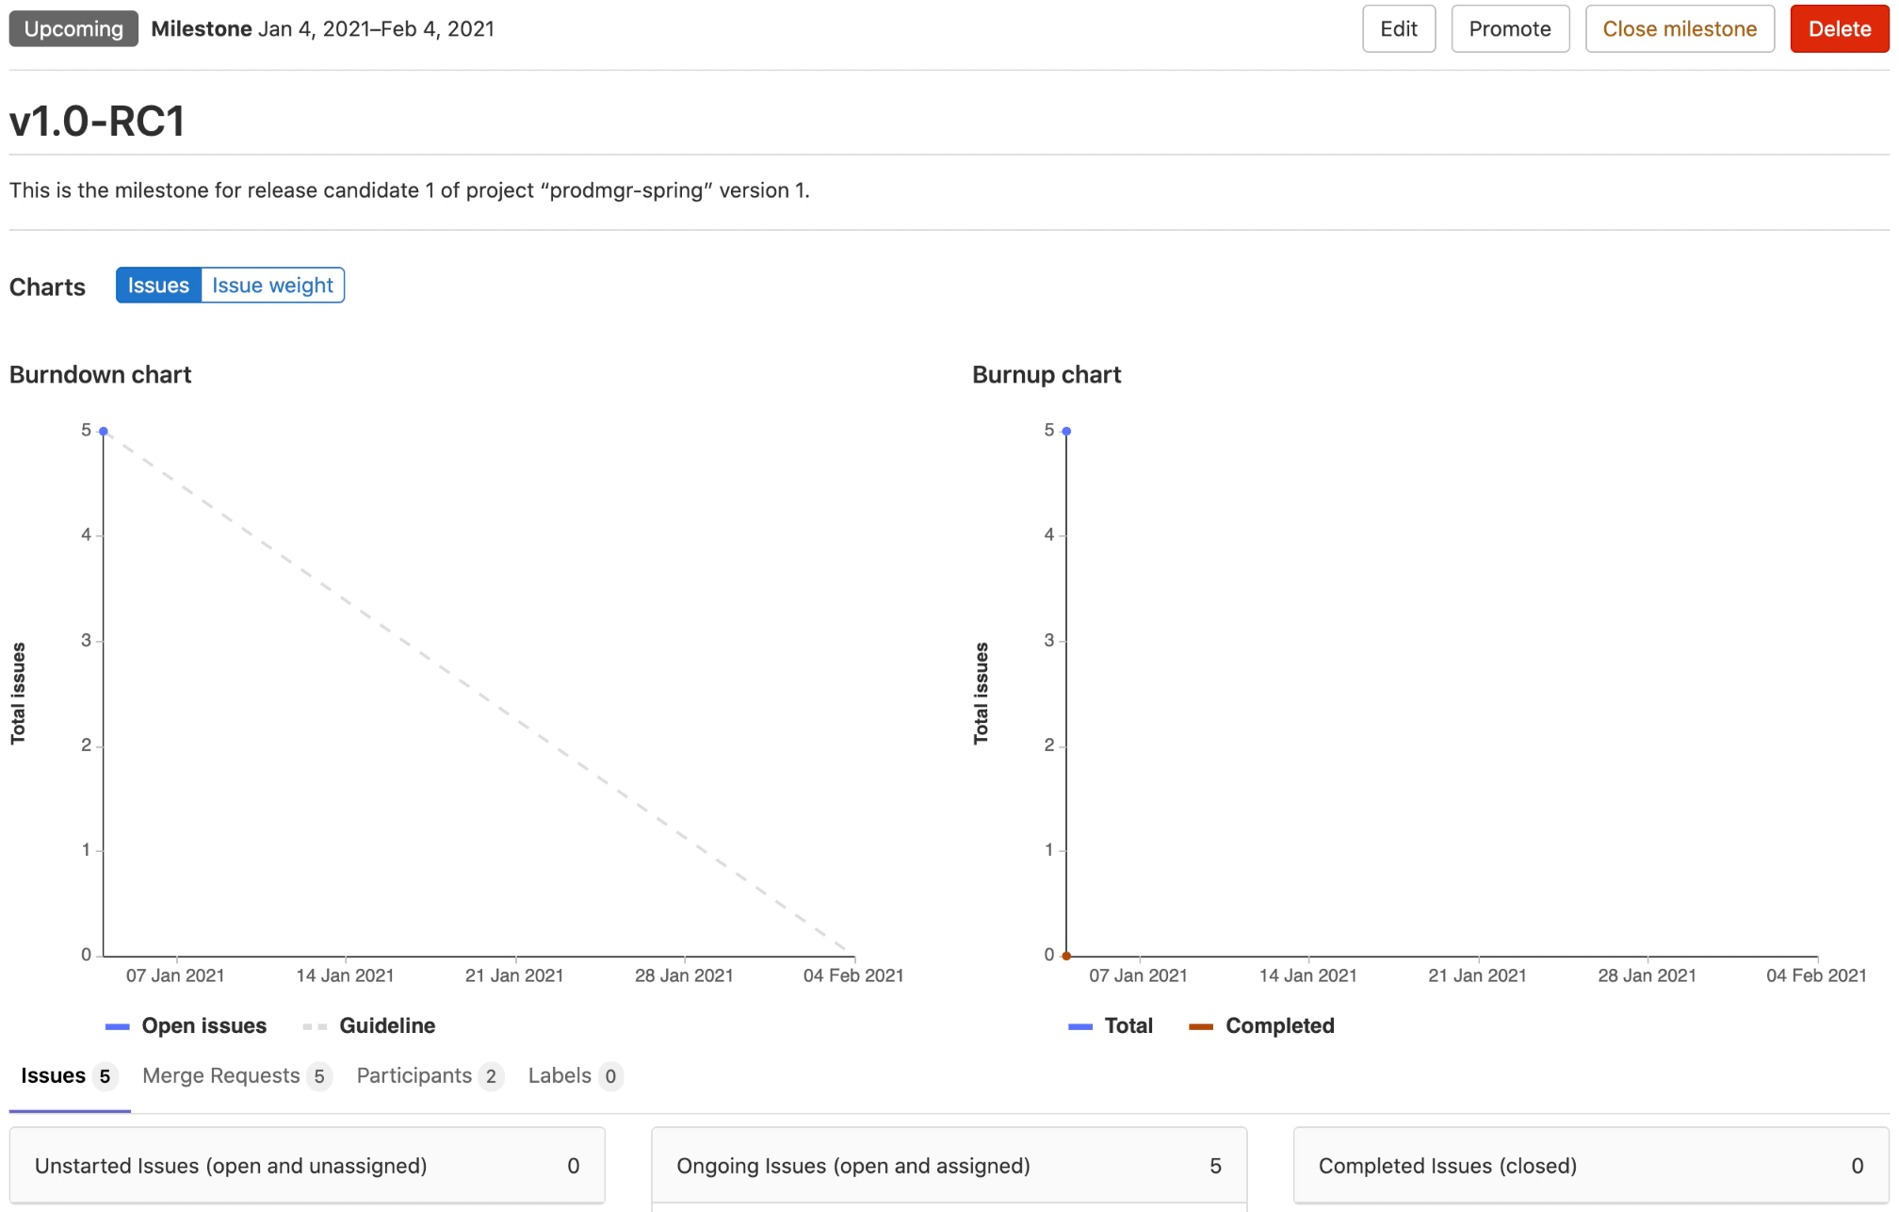 Upcoming Milestone Jan 4, 2021–Feb 4, 2021 Edit Promote Close milestone Delete
v1.0-RC1
This is the milestone for release candidate 1 of project “prodmgr-spring” version 1.
Charts Issues Issue weight
Burndown chart
5
4
3
2
1
0
Total issues
07 Jan 2021 14 Jan 2021 21 Jan 2021 28 Jan 2021 04 Feb 2021
Open issues Guideline
Burnup chart
5
4
3
2
1
0
Total issues
07 Jan 2021 14 Jan 2021 21 Jan 2021 28 Jan 2021 04 Feb 2021
Total Completed
Issues 5 Merge Requests 5 Participants 2 Labels 0
Unstarted Issues (open and unassigned) 0
Ongoing Issues (open and assigned) 5
Completed Issues (closed) 0